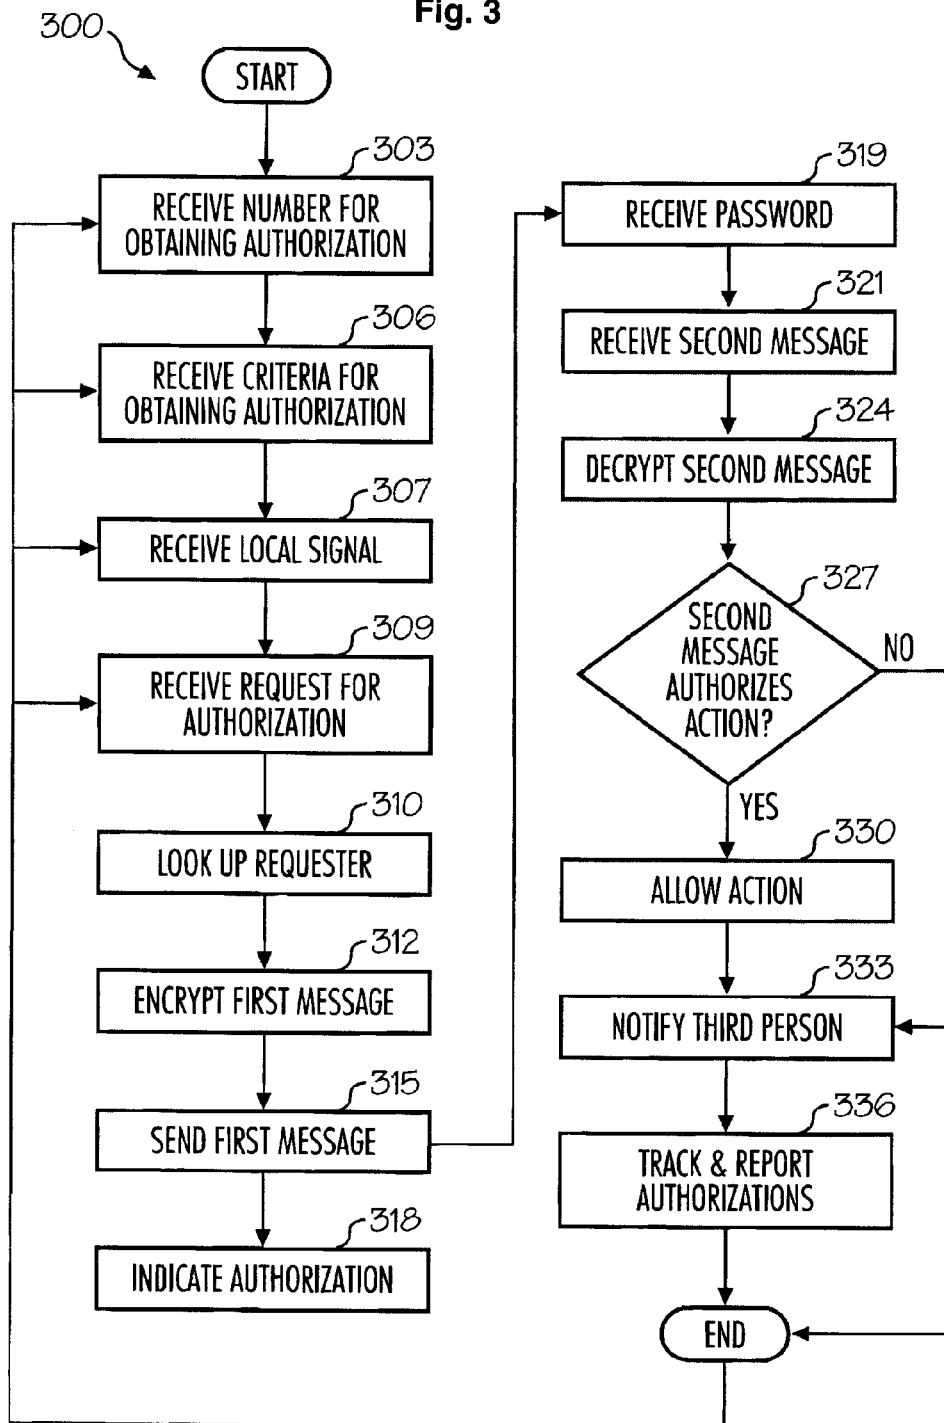 Fig. 3
300
START
303
RECEIVE NUMBER FOR
OBTAINING AUTHORIZATION
306
RECEIVE CRITERIA FOR
OBTAINING AUTHORIZATION
307
RECEIVE LOCAL SIGNAL
309
RECEIVE REQUEST FOR
AUTHORIZATION
310
LOOK UP REQUESTER
312
ENCRYPT FIRST MESSAGE
315
SEND FIRST MESSAGE
318
INDICATE AUTHORIZATION
319
RECEIVE PASSWORD
321
RECEIVE SECOND MESSAGE
324
DECRYPT SECOND MESSAGE
327
SECOND
MESSAGE
AUTHORIZES
ACTION?
NO
YES
330
ALLOW ACTION
333
NOTIFY THIRD PERSON
336
TRACK & REPORT
AUTHORIZATIONS
END